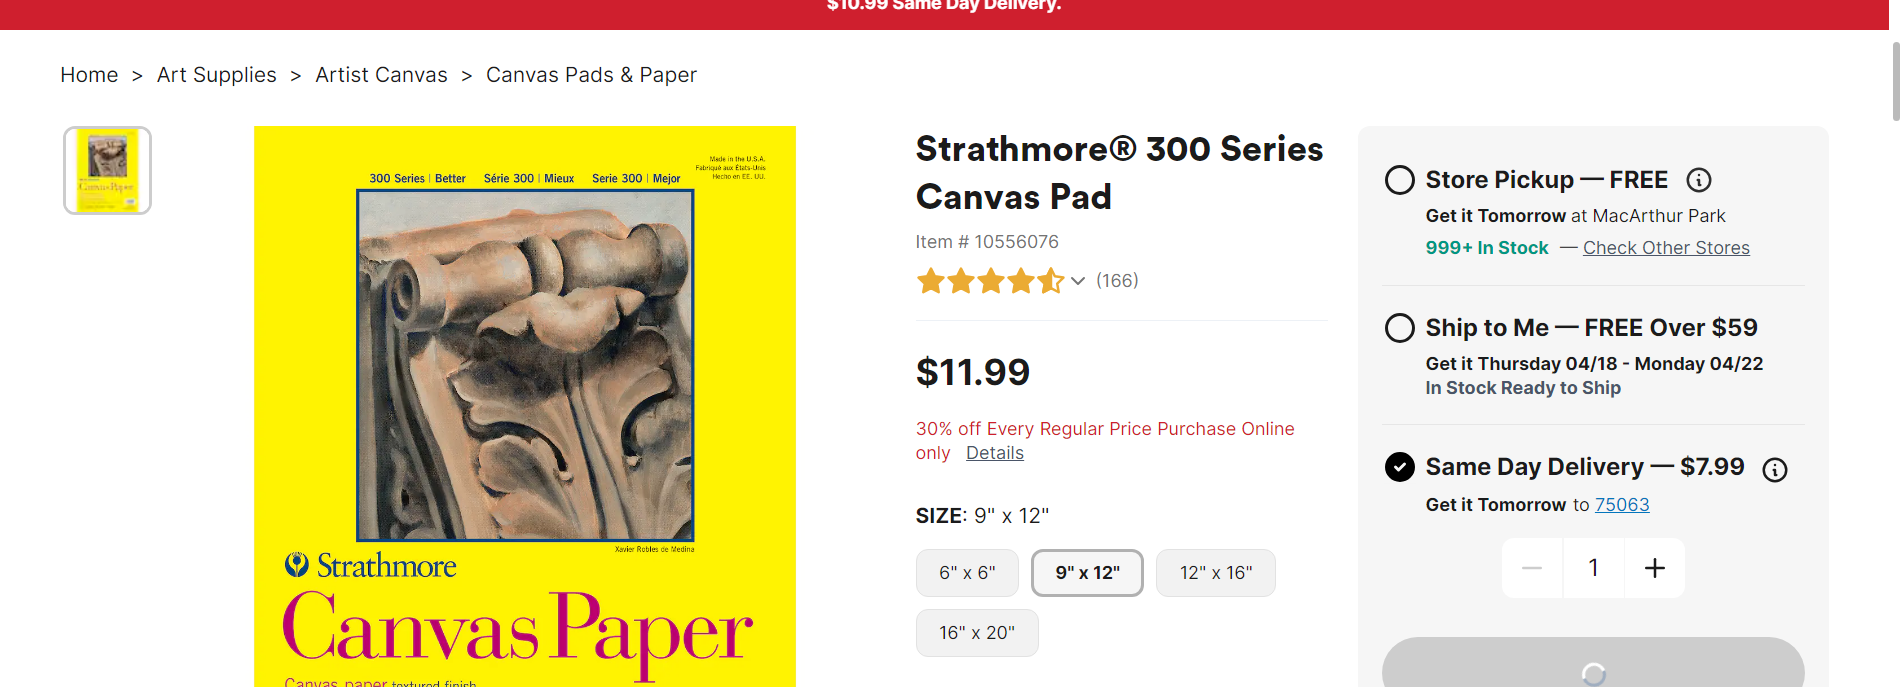 $10.99 Same Day Delivery.
Home > Art Supplies > Artist Canvas > Canvas Pads & Paper
Made in the U.S.A.
Fabriqué aux États-Unis
Hecho en EE. UU.
300 Series | Better Série 300 | Mieux Serie 300 | Mejor
Xavier Robles de Medina
Strathmore
Canvas Paper
Canvas paper textured finish
Strathmore® 300 Series
Canvas Pad
Item # 10556076
(166)
$11.99
30% off Every Regular Price Purchase Online
only Details
SIZE: 9" x 12"
6" x 6" 9" x 12" 12" x 16"
16" x 20"
Store Pickup — FREE
Get it Tomorrow at MacArthur Park
999+ In Stock — Check Other Stores
Ship to Me — FREE Over $59
Get it Thursday 04/18 - Monday 04/22
In Stock Ready to Ship
Same Day Delivery — $7.99
Get it Tomorrow to 75063
1